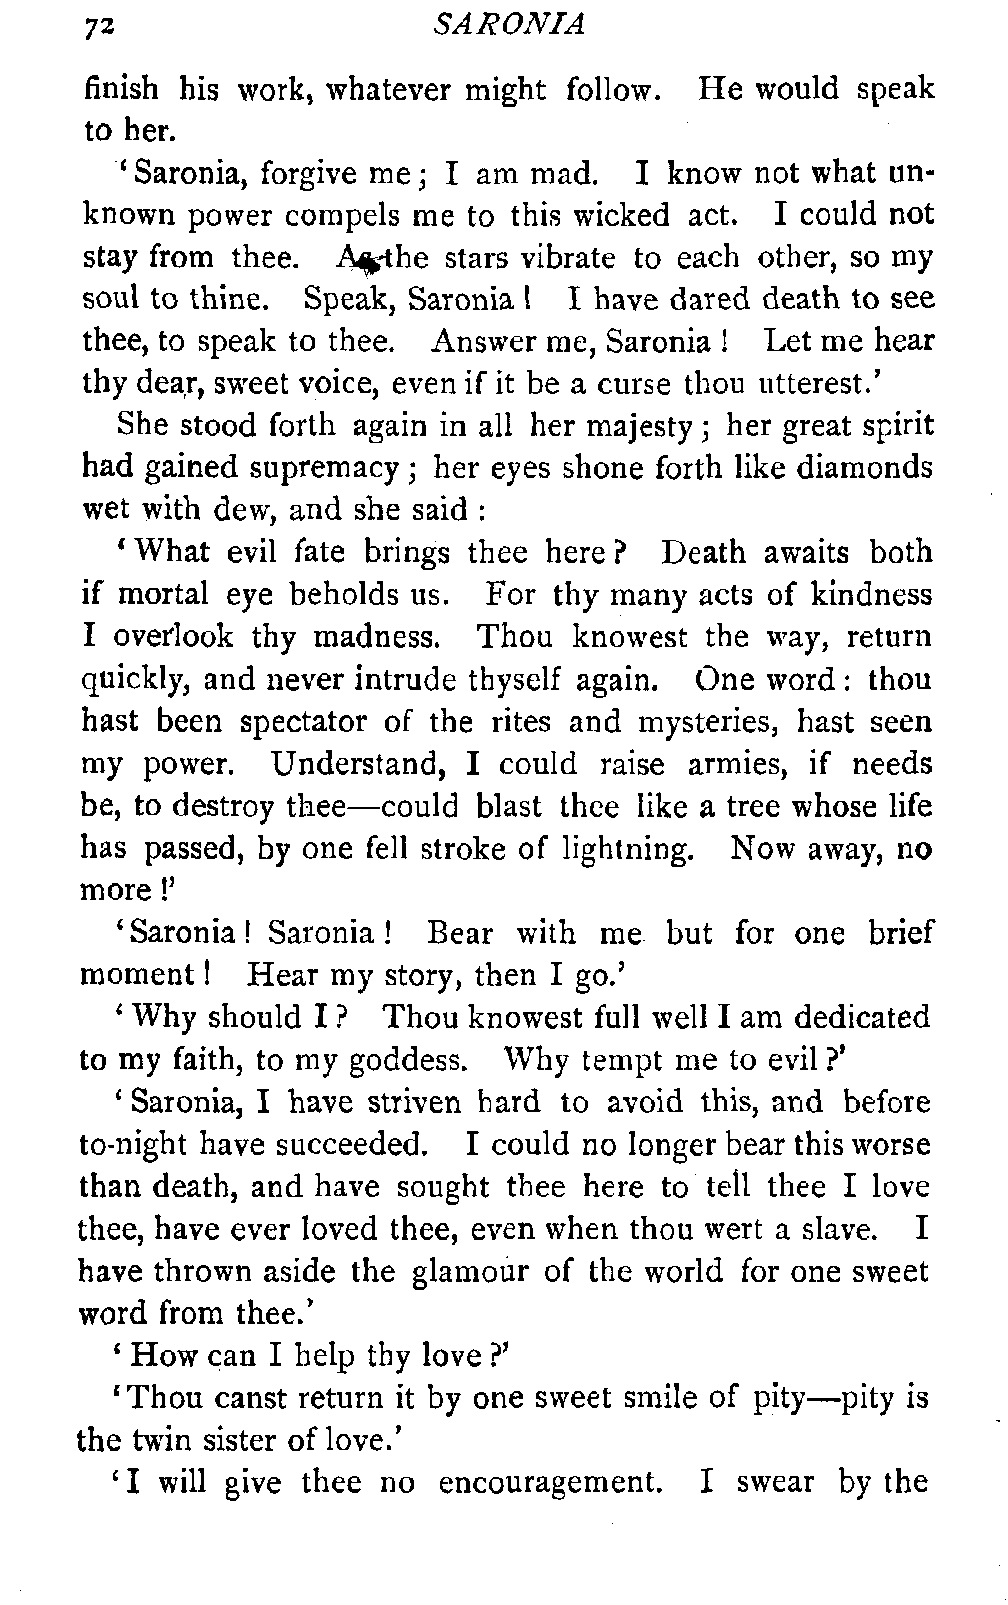 72 SARONIA
finish his work, whatever might follow. He would speak
to her.
‘Saronia, forgive me; I am mad. I know not what un-
known power compels me to this wicked act. I could not
stay from thee. As the stars vibrate to each other, so my
soul to thine. Speak, Saronia! I have dared death to see
thee, to speak to thee. Answer me, Saronia! Let me hear
thy dear, sweet voice, even if it be a curse thou utterest.’
She stood forth again in all her majesty; her great spirit
had gained supremacy; her eyes shone forth like diamonds
wet with dew, and she said:
‘What evil fate brings thee here? Death awaits both
if mortal eye beholds us. For thy many acts of kindness
I overlook thy madness. Thou knowest the way, return
quickly, and never intrude thyself again. One word: thou
hast been spectator of the rites and mysteries, hast seen
my power. Understand, I could raise armies, if needs
be, to destroy thee—could blast thee like a tree whose life
has passed, by one fell stroke of lightning. Now away, no
more!’
‘Saronia! Saronia! Bear with me but for one brief
moment! Hear my story, then I go.’
‘Why should I? Thou knowest full well I am dedicated
to my faith, to my goddess. Why tempt me to evil?’
‘Saronia, I have striven hard to avoid this, and before
to-night have succeeded. I could no longer bear this worse
than death, and have sought thee here to tell thee I love
thee, have ever loved thee, even when thou wert a slave. I
have thrown aside the glamour of the world for one sweet
word from thee.’
‘How can I help thy love?’
‘Thou canst return it by one sweet smile of pity—pity is
the twin sister of love.’
‘I will give thee no encouragement. I swear by the